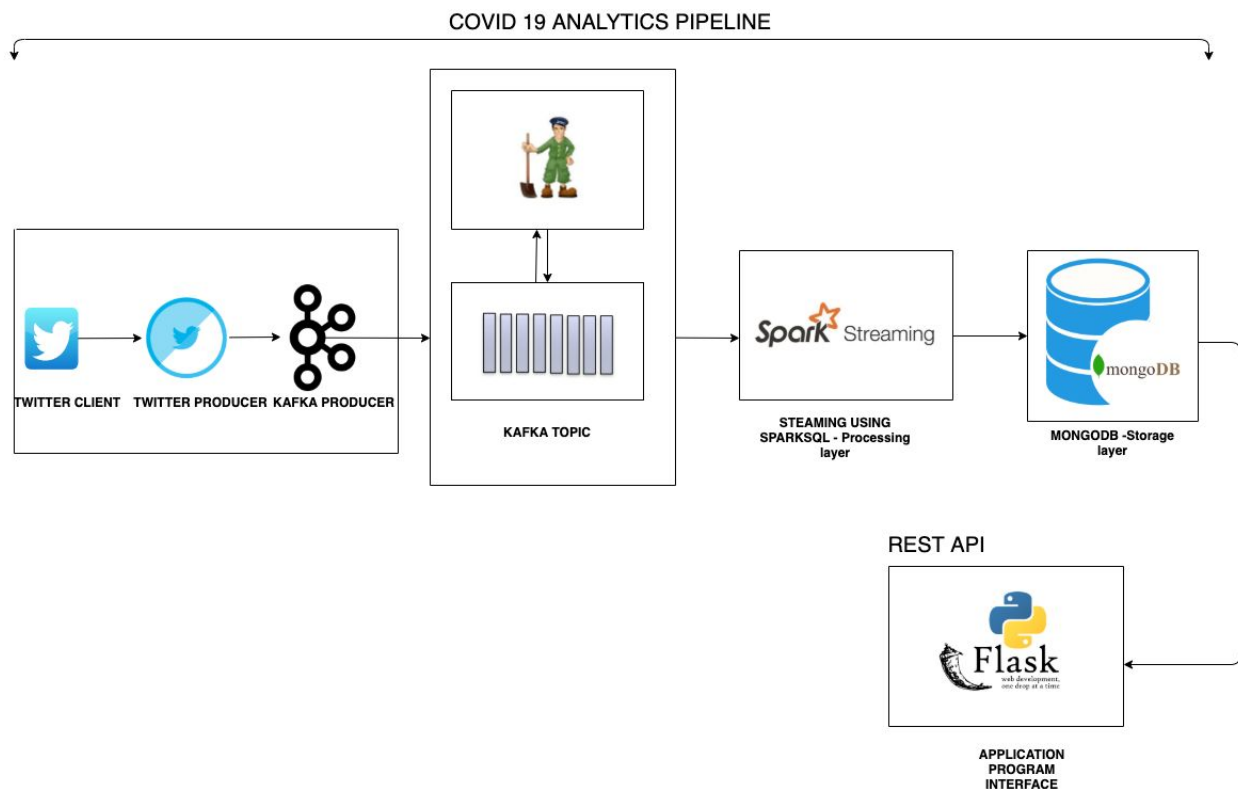 COVID 19 ANALYTICS PIPELINE
TWITTER CLIENT
TWITTER PRODUCER
KAFKA PRODUCER
KAFKA TOPIC
Spark Streaming
STEAMING USING
SPARKSQL - Processing
layer
mongoDB
MONGODB -Storage
layer
REST API
Flask
web development,
one drop at a time
APPLICATION
PROGRAM
INTERFACE